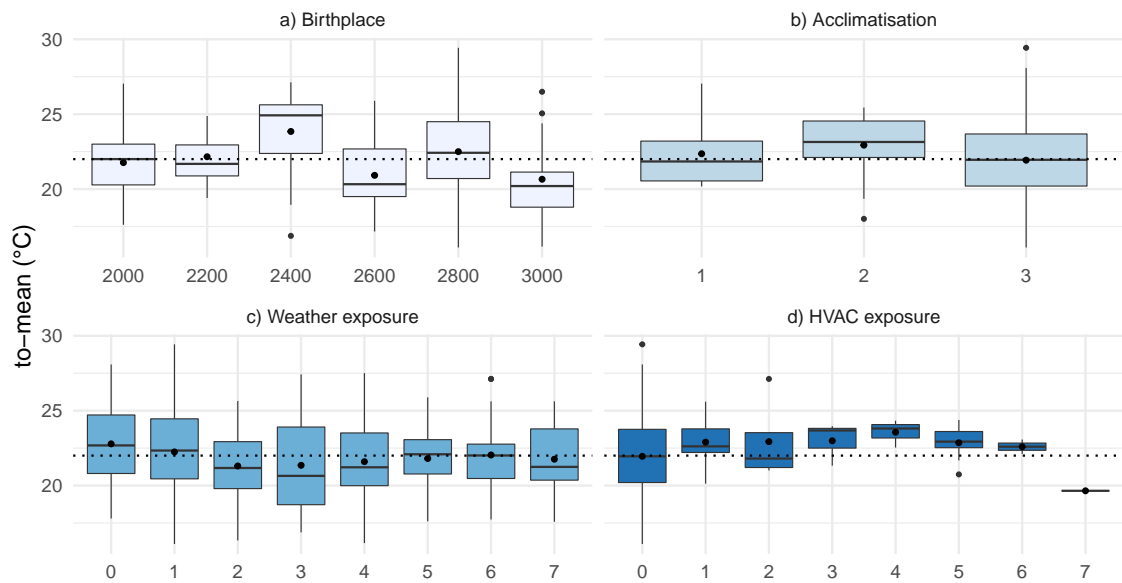 a) Birthplace
b) Acclimatisation
30
25
20
2000 2200 2400 2600 2800 3000
1 2 3
to−mean (°C)
c) Weather exposure
d) HVAC exposure
30
25
20
0 1 2 3 4 5 6 7
0 1 2 3 4 5 6 7